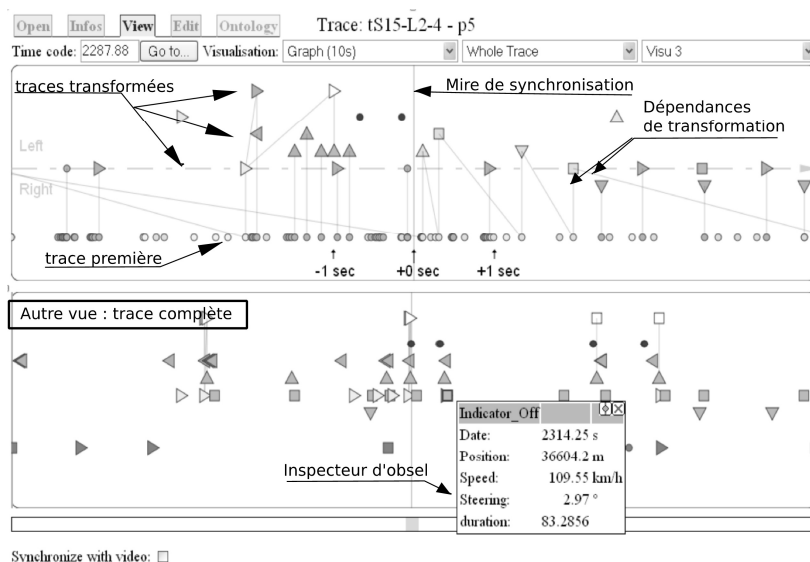 Open Infos View Edit Ontology Trace: tS15-L2-4 - p5
Time code: 2287.88 Go to... Visualisation: Graph (10s) Whole Trace Visu 3
traces transformées
Mire de synchronisation
Dépendances
de transformation
Left
Right
trace première
-1 sec +0 sec +1 sec
Autre vue : trace complète
Indicator_Off
Date: 2314.25 s
Position: 36604.2 m
Speed: 109.55 km/h
Steering: 2.97 °
duration: 83.2856
Inspecteur d'obsel
Synchronize with video: